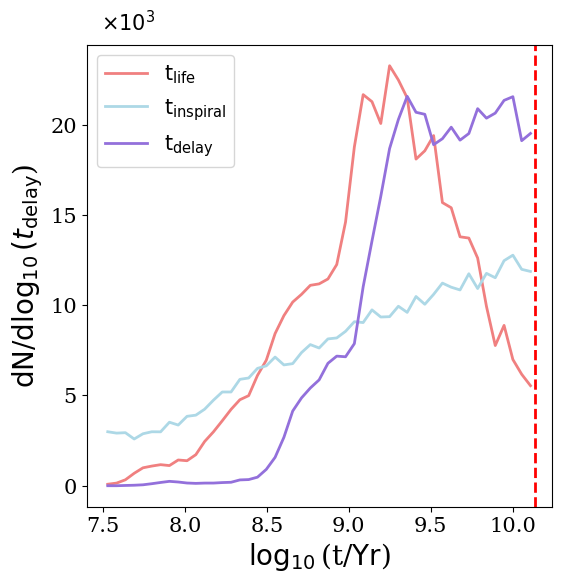 ×10³
t_life
t_inspiral
t_delay
20
15
10
5
0
dN/dlog₁₀ (t_delay)
7.5 8.0 8.5 9.0 9.5 10.0
log₁₀ (t/Yr)